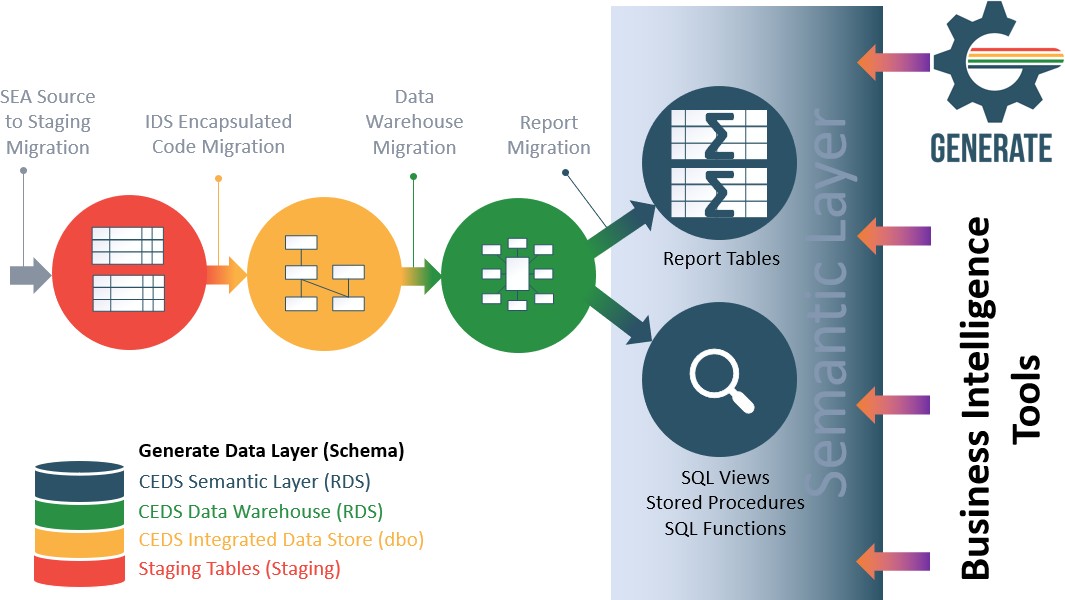 SEA Source
to Staging
Migration
IDS Encapsulated
Code Migration
Data
Warehouse
Migration
Report
Migration
Report Tables
SQL Views
Stored Procedures
SQL Functions
Semantic Layer
GENERATE
Business Intelligence
Tools
Generate Data Layer (Schema)
CEDS Semantic Layer (RDS)
CEDS Data Warehouse (RDS)
CEDS Integrated Data Store (dbo)
Staging Tables (Staging)